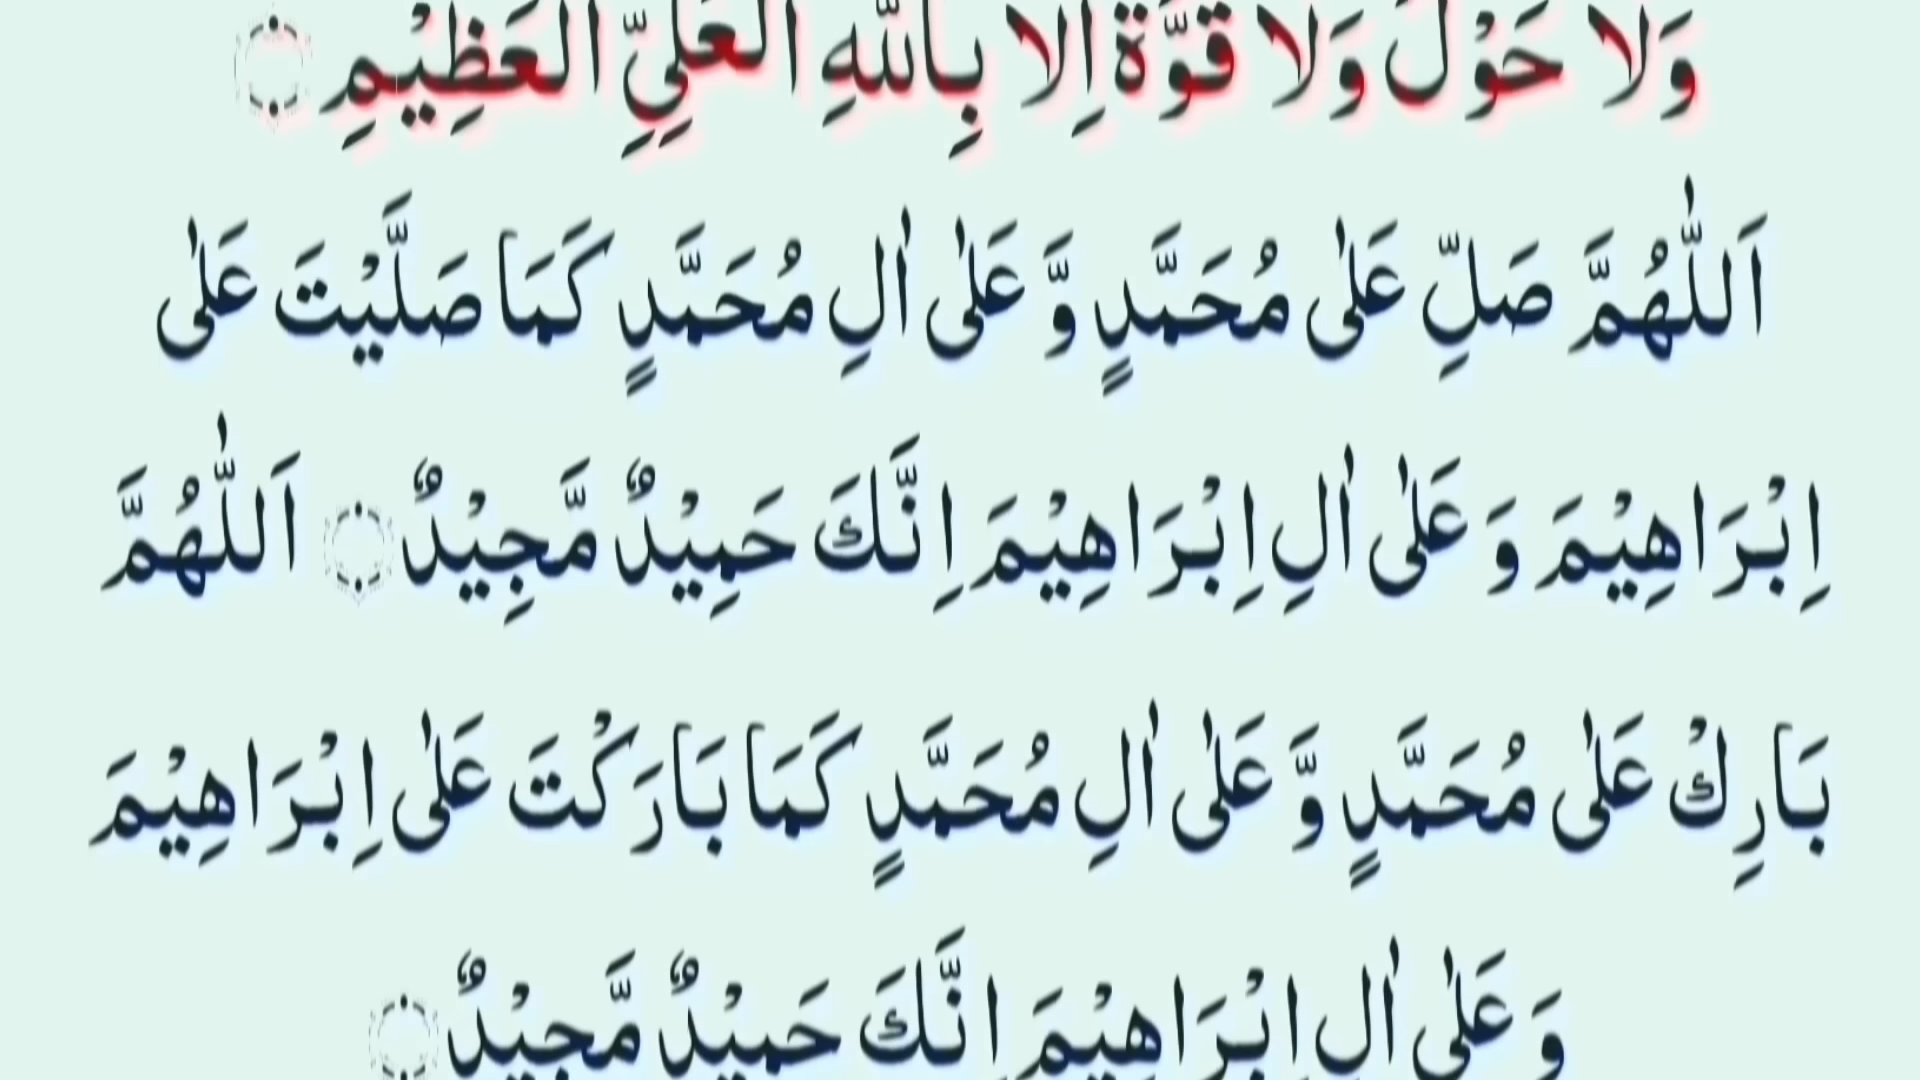 وَلَا حَوْلَ وَلَا قُوَّةَ اِلَّا بِاللّٰهِ الْعَلِیِّ الْعَظِیْمِ ۝
اَللّٰهُمَّ صَلِّ عَلٰی مُحَمَّدٍ وَّ عَلٰی اٰلِ مُحَمَّدٍ کَمَا صَلَّیْتَ عَلٰی
اِبْرَاهِیْمَ وَ عَلٰی اٰلِ اِبْرَاهِیْمَ اِنَّكَ حَمِیْدٌ مَّجِیْدٌ ۝ اَللّٰهُمَّ
بَارِكْ عَلٰی مُحَمَّدٍ وَّ عَلٰی اٰلِ مُحَمَّدٍ کَمَا بَارَکْتَ عَلٰی اِبْرَاهِیْمَ
وَ عَلٰی اٰلِ اِبْرَاهِیْمَ اِنَّكَ حَمِیْدٌ مَّجِیْدٌ ۝